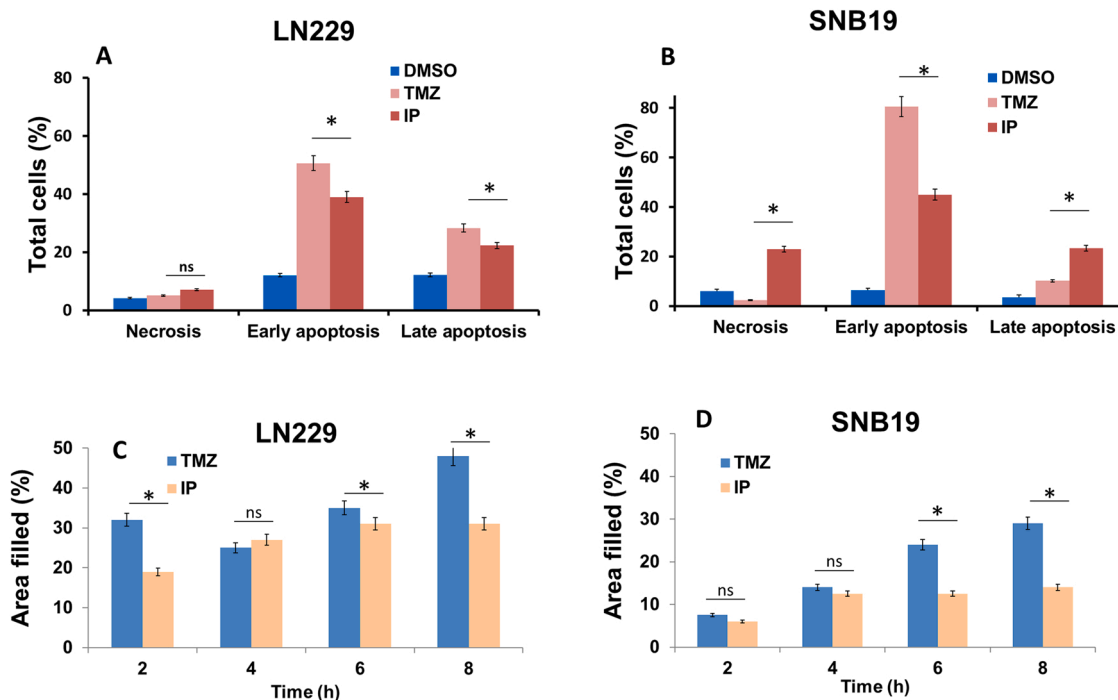 LN229
A
DMSO
TMZ
IP
Total cells (%)
80
60
40
20
0
*
*
ns
Necrosis
Early apoptosis
Late apoptosis
SNB19
B
DMSO
TMZ
IP
Total cells (%)
80
60
40
20
0
*
*
*
Necrosis
Early apoptosis
Late apoptosis
LN229
C
TMZ
IP
Area filled (%)
50
40
30
20
10
0
*
ns
*
*
2
4
6
8
Time (h)
SNB19
D
TMZ
IP
Area filled (%)
50
40
30
20
10
0
ns
ns
*
*
2
4
6
8
Time (h)